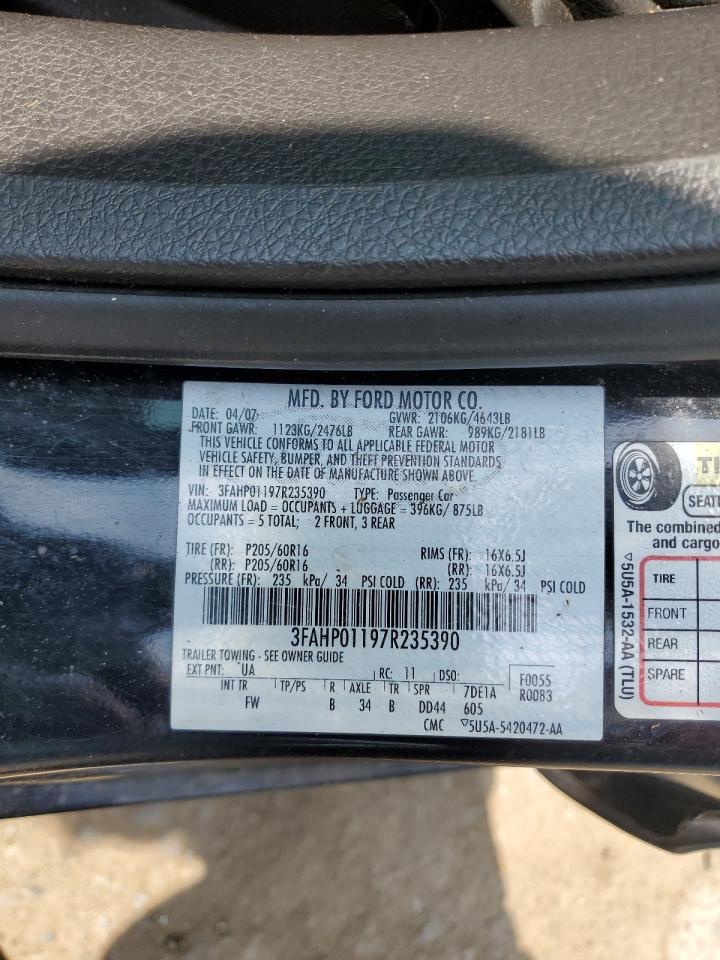 MFD. BY FORD MOTOR CO.
DATE: 04/07 GVWR: 2106KG/4643LB
FRONT GAWR: 1123KG/2476LB REAR GAWR: 989KG/2181LB
THIS VEHICLE CONFORMS TO ALL APPLICABLE FEDERAL MOTOR
VEHICLE SAFETY, BUMPER, AND THEFT PREVENTION STANDARDS
IN EFFECT ON THE DATE OF MANUFACTURE SHOWN ABOVE.
VIN: 3FAHP01197R235390 TYPE: Passenger Car
MAXIMUM LOAD = OCCUPANTS + LUGGAGE = 396KG/ 875LB
OCCUPANTS = 5 TOTAL; 2 FRONT, 3 REAR
TIRE (FR): P205/60R16 RIMS (FR): 16X6.5J
(RR): P205/60R16 (RR): 16X6.5J
PRESSURE (FR): 235 kPa/ 34 PSI COLD (RR): 235 kPa/ 34 PSI COLD
3FAHP01197R235390
TRAILER TOWING - SEE OWNER GUIDE
EXT PNT: UA RC: 11 DSO: F0055
R0083
INT TR TP/PS R AXLE TR SPR 7DE1A
FW B 34 B DD44 605
CMC ▽5U5A-5420472-AA
The combined
and cargo
TIRE
FRONT
REAR
SPARE
▽5U5A-1532-AA (TLU)